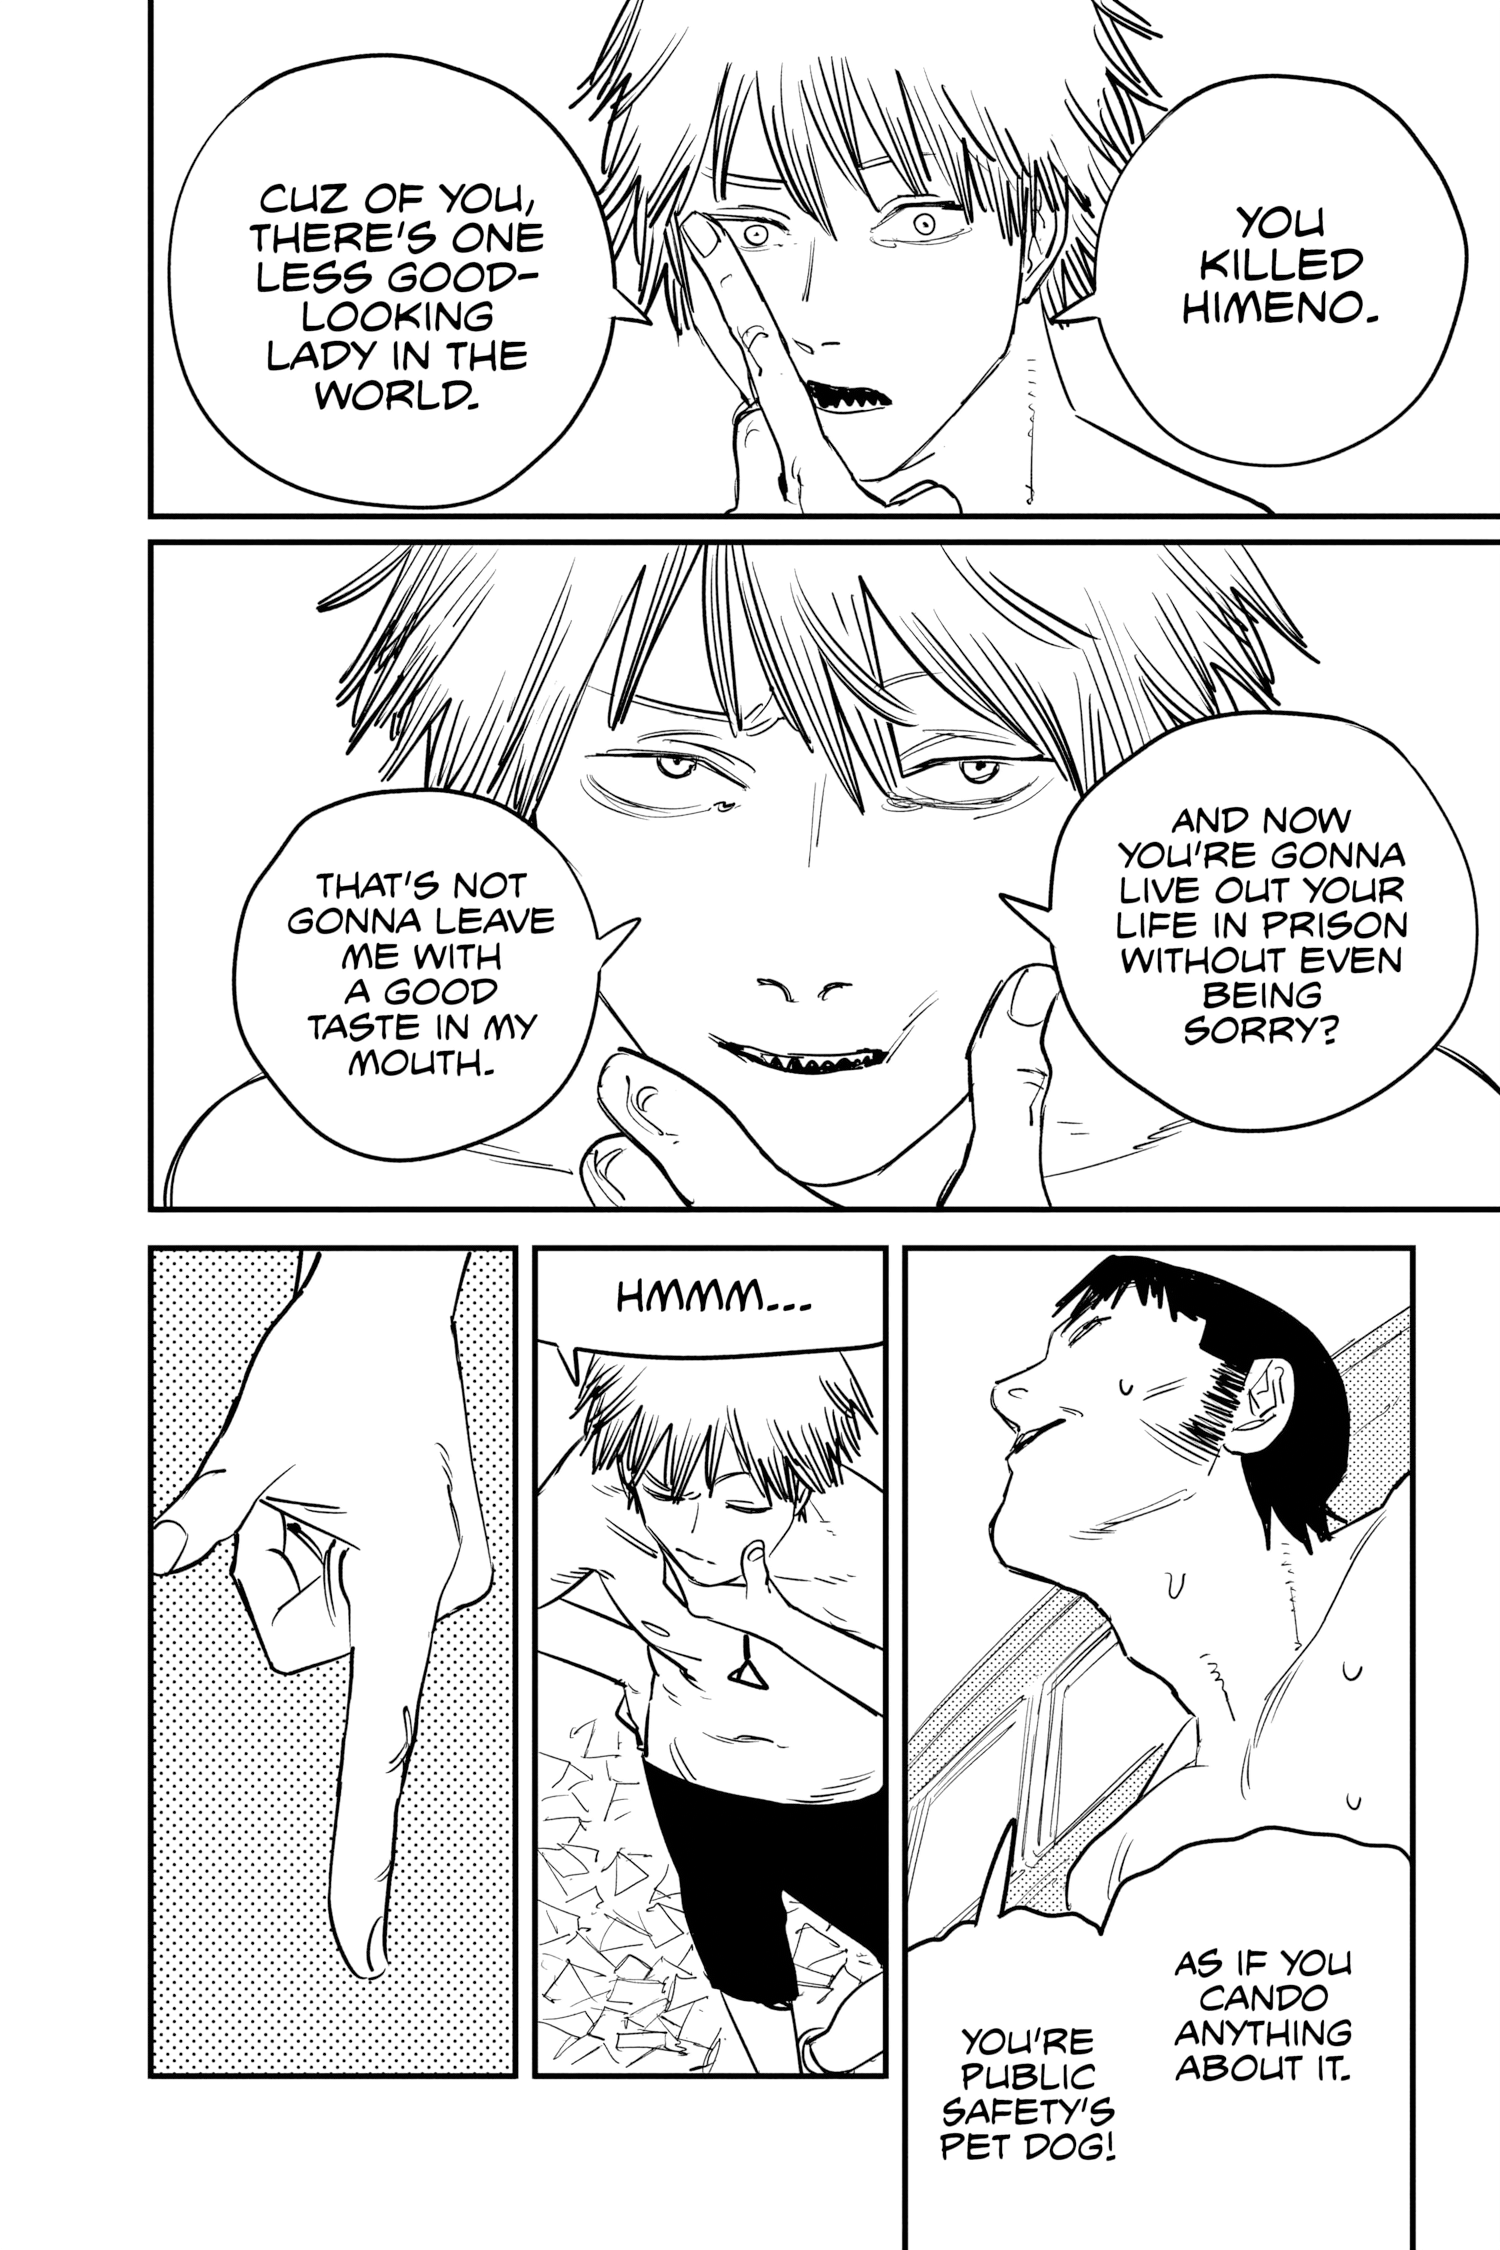 YOU
KILLED
HIMENO.
CUZ OF YOU,
THERE'S ONE
LESS GOOD-
LOOKING
LADY IN THE
WORLD.
AND NOW
YOU'RE GONNA
LIVE OUT YOUR
LIFE IN PRISON
WITHOUT EVEN
BEING
SORRY?
THAT'S NOT
GONNA LEAVE
ME WITH
A GOOD
TASTE IN MY
MOUTH.
AS IF YOU
CANDO
ANYTHING
ABOUT IT.
YOU'RE
PUBLIC
SAFETY'S
PET DOG!
HMMM...